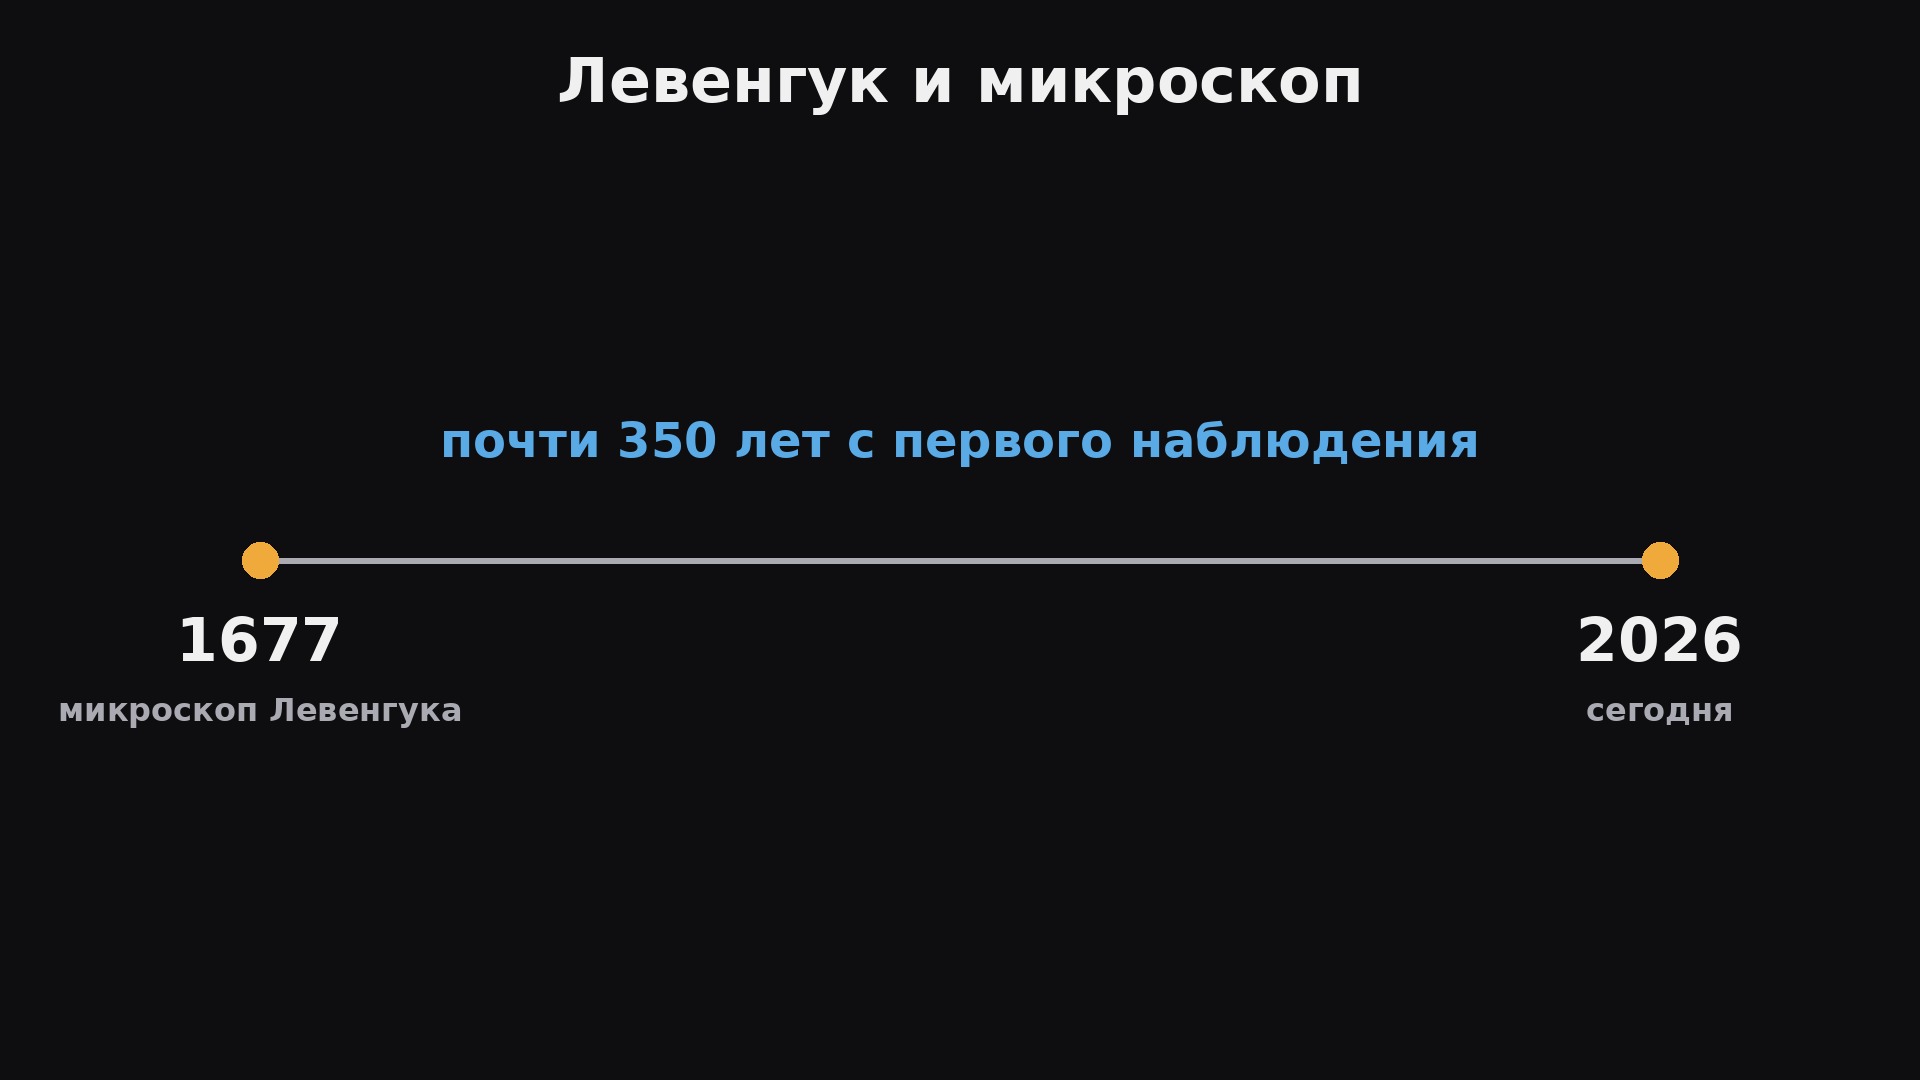 Левенгук и микроскоп
почти 350 лет с первого наблюдения
1677
2026
микроскоп Левенгука
сегодня